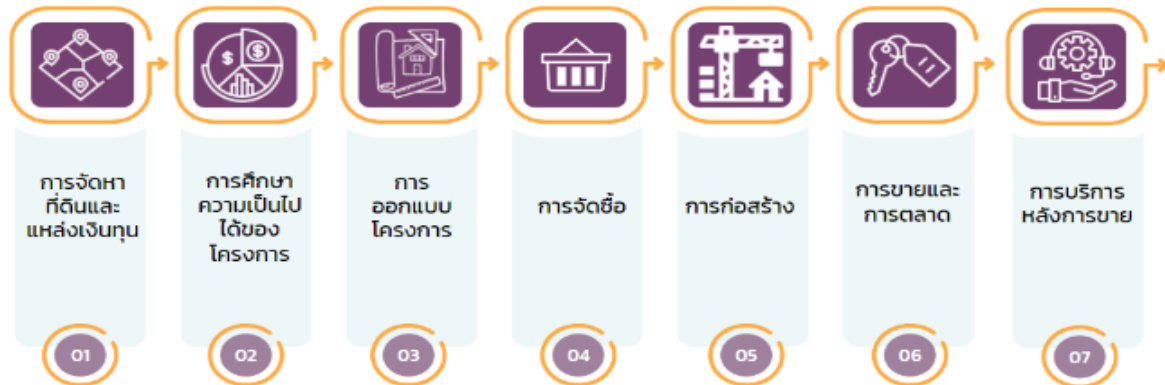 การจัดหา
ที่ดินและ
แหล่งเงินทุน
การศึกษา
ความเป็นไป
ได้ของ
โครงการ
การ
ออกแบบ
โครงการ
การจัดซื้อ
การก่อสร้าง
การขายและ
การตลาด
การบริการ
หลังการขาย
01
02
03
04
05
06
07